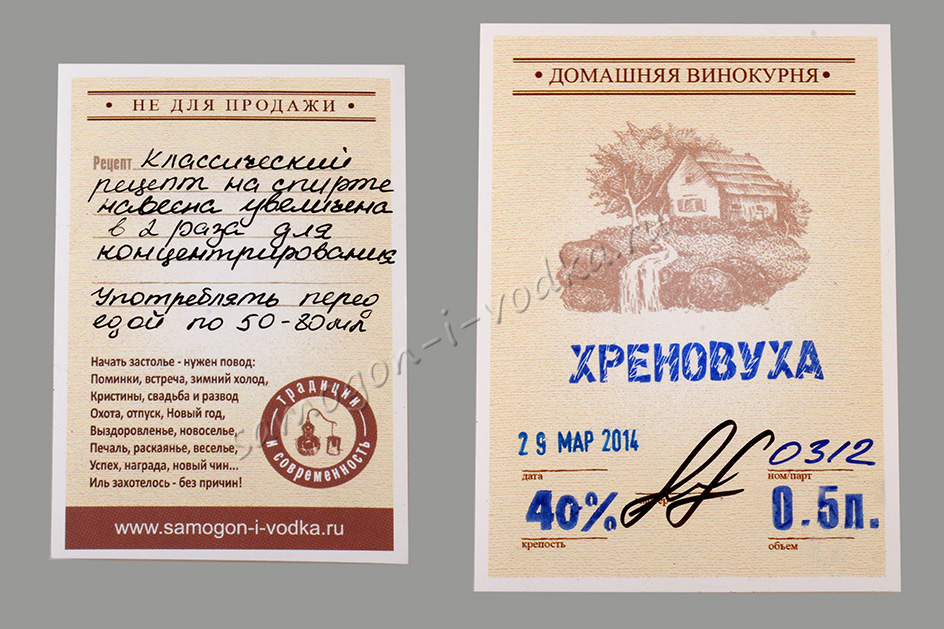 • НЕ ДЛЯ ПРОДАЖИ •
Рецепт Классический
рецепт на спирте
навеска увеличена
в 2 раза для
концентрирования
Употреблять перед
едой по 50-80мл
Начать застолье - нужен повод:
Поминки, встреча, зимний холод,
Кристины, свадьба и развод
Охота, отпуск, Новый год,
Выздоровленье, новоселье,
Печаль, раскаянье, веселье,
Успех, награда, новый чин...
Иль захотелось - без причин!
традиции
и современность
www.samogon-i-vodka.ru
• ДОМАШНЯЯ ВИНОКУРНЯ •
ХРЕНОВУХА
29 МАР 2014
0312
дата
ном/парт
40%
0.5л.
крепость
объем
samogon-i-vodka.ru